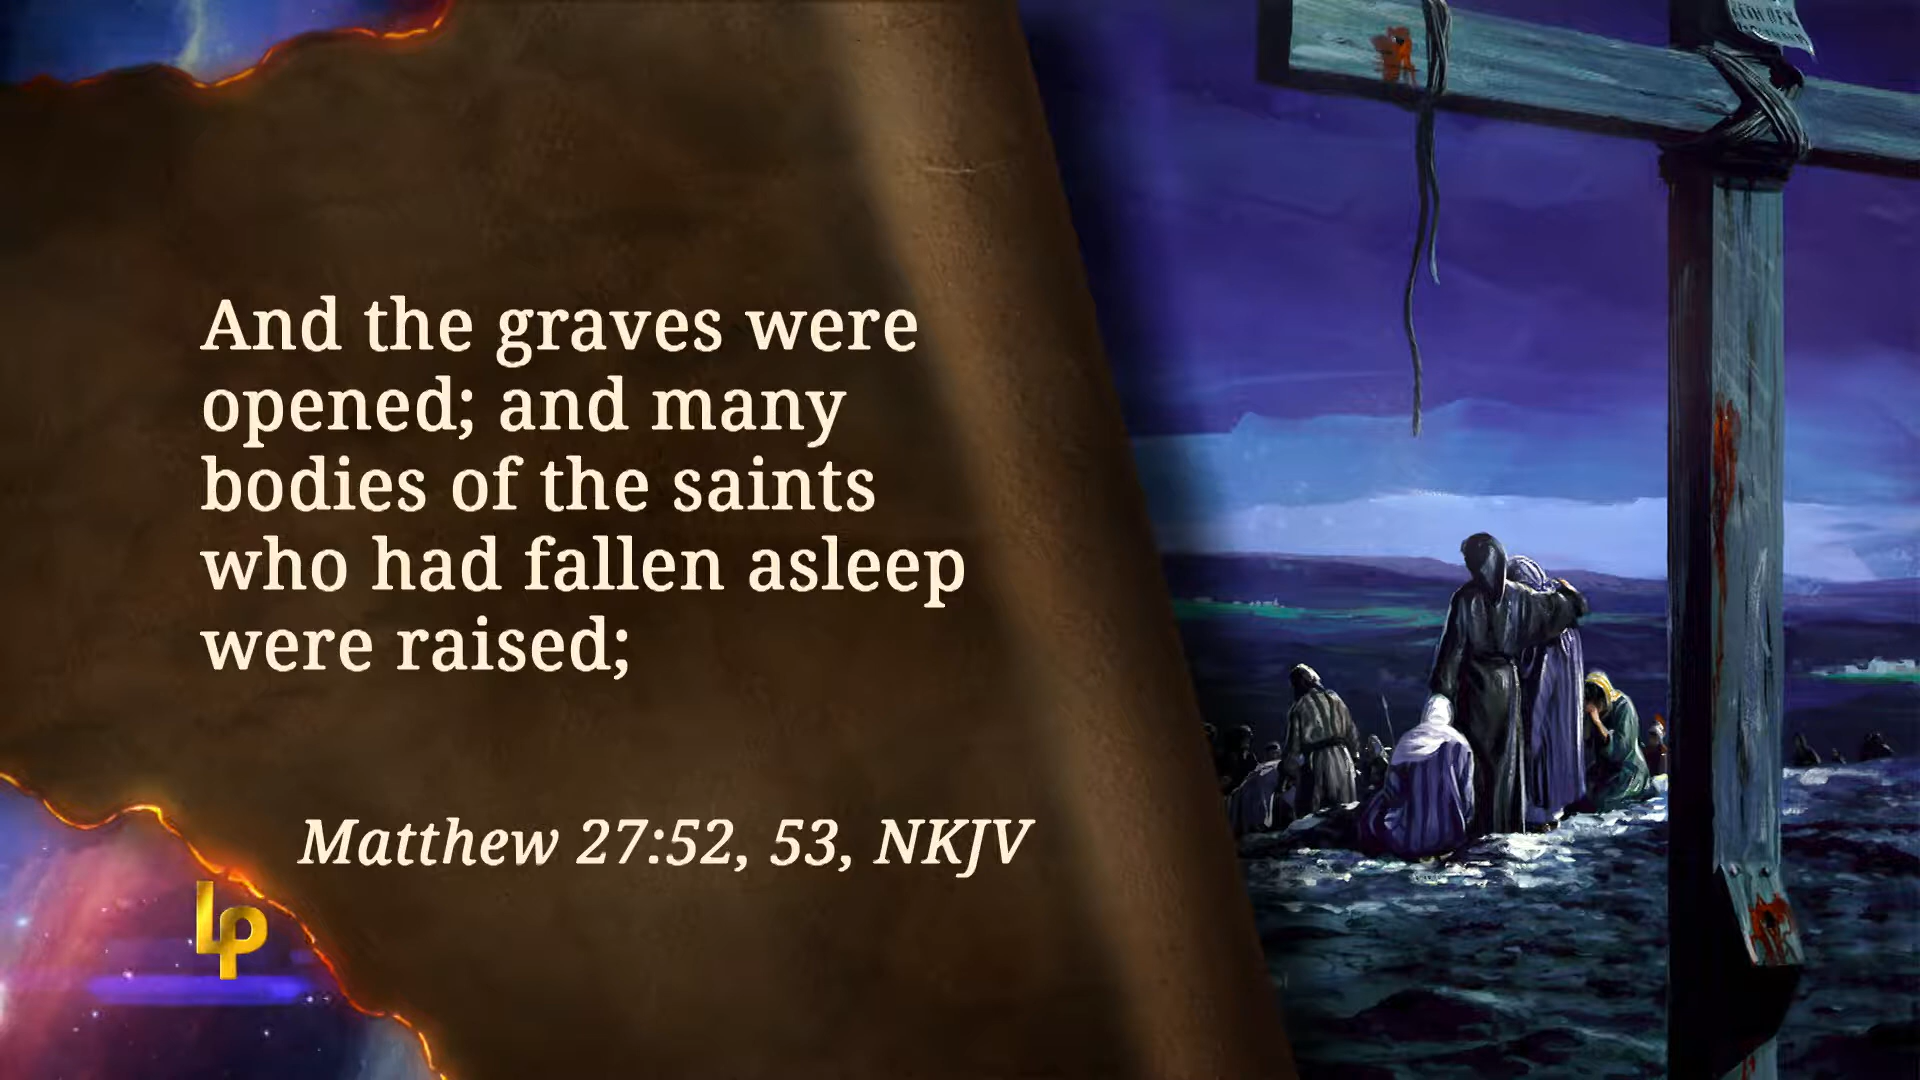 And the graves were
opened; and many
bodies of the saints
who had fallen asleep
were raised;
Matthew 27:52, 53, NKJV
LP